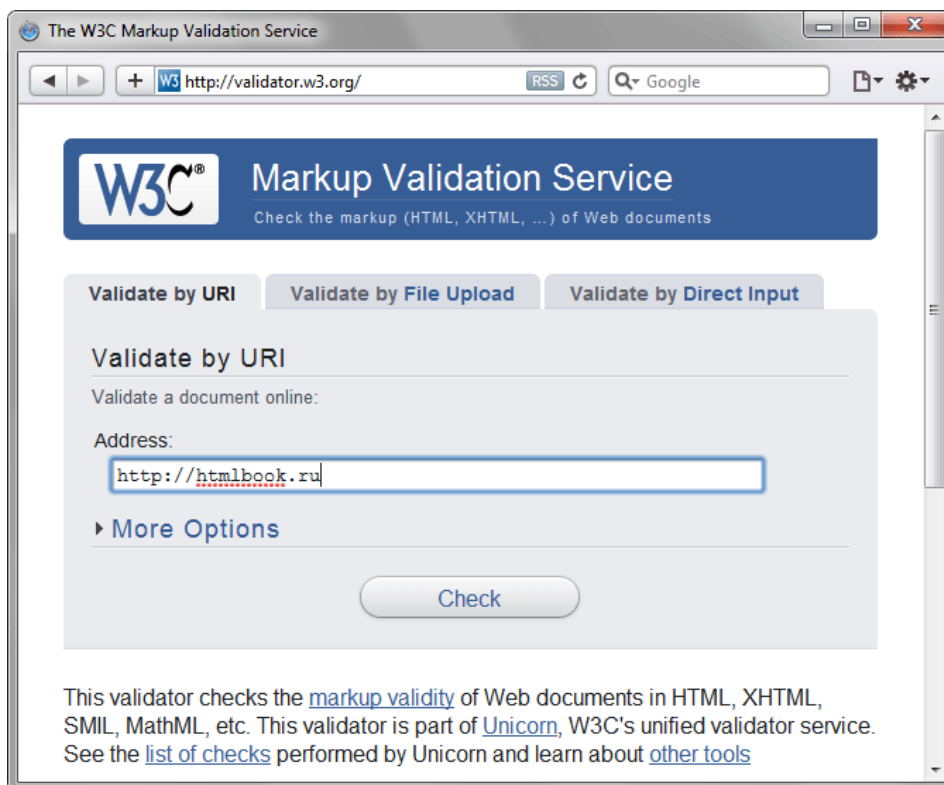 The W3C Markup Validation Service
http://validator.w3.org/ RSS Google
W3C® Markup Validation Service
Check the markup (HTML, XHTML, ...) of Web documents
Validate by URI Validate by File Upload Validate by Direct Input
Validate by URI
Validate a document online:
Address:
http://htmlbook.ru
More Options
Check
This validator checks the markup validity of Web documents in HTML, XHTML,
SMIL, MathML, etc. This validator is part of Unicorn, W3C's unified validator service.
See the list of checks performed by Unicorn and learn about other tools